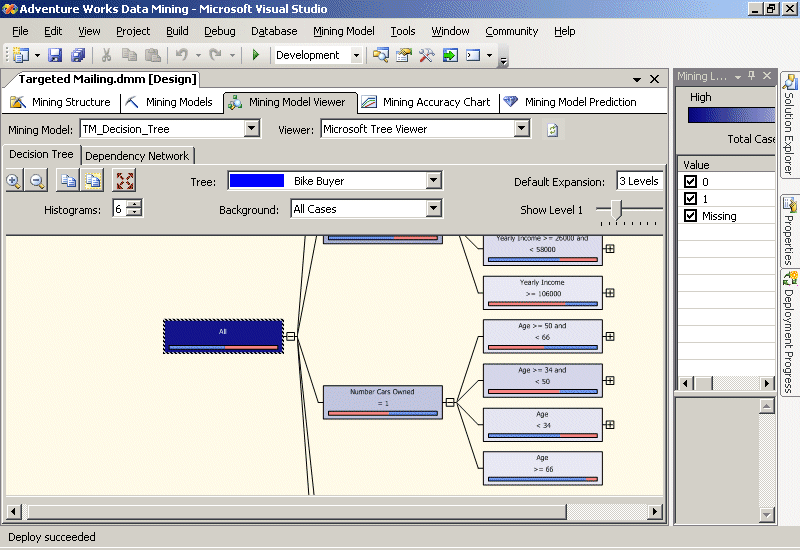 Adventure Works Data Mining - Microsoft Visual Studio
File Edit View Project Build Debug Database Mining Model Tools Window Community Help
Development
Targeted Mailing.dmm [Design]
Mining Structure Mining Models Mining Model Viewer Mining Accuracy Chart Mining Model Prediction
Mining Model: TM_Decision_Tree Viewer: Microsoft Tree Viewer
Decision Tree Dependency Network
Tree: Bike Buyer Default Expansion: 3 Levels
Histograms: 6 Background: All Cases Show Level 1
Yearly Income >= 26000 and
< 58000
Yearly Income
>= 106000
All
Age >= 50 and
< 66
Age >= 34 and
< 50
Number Cars Owned
= 1
Age
< 34
Age
>= 66
Mining L...
High
Total Case
Value
0
1
Missing
Solution Explorer
Properties
Deployment Progress
Deploy succeeded